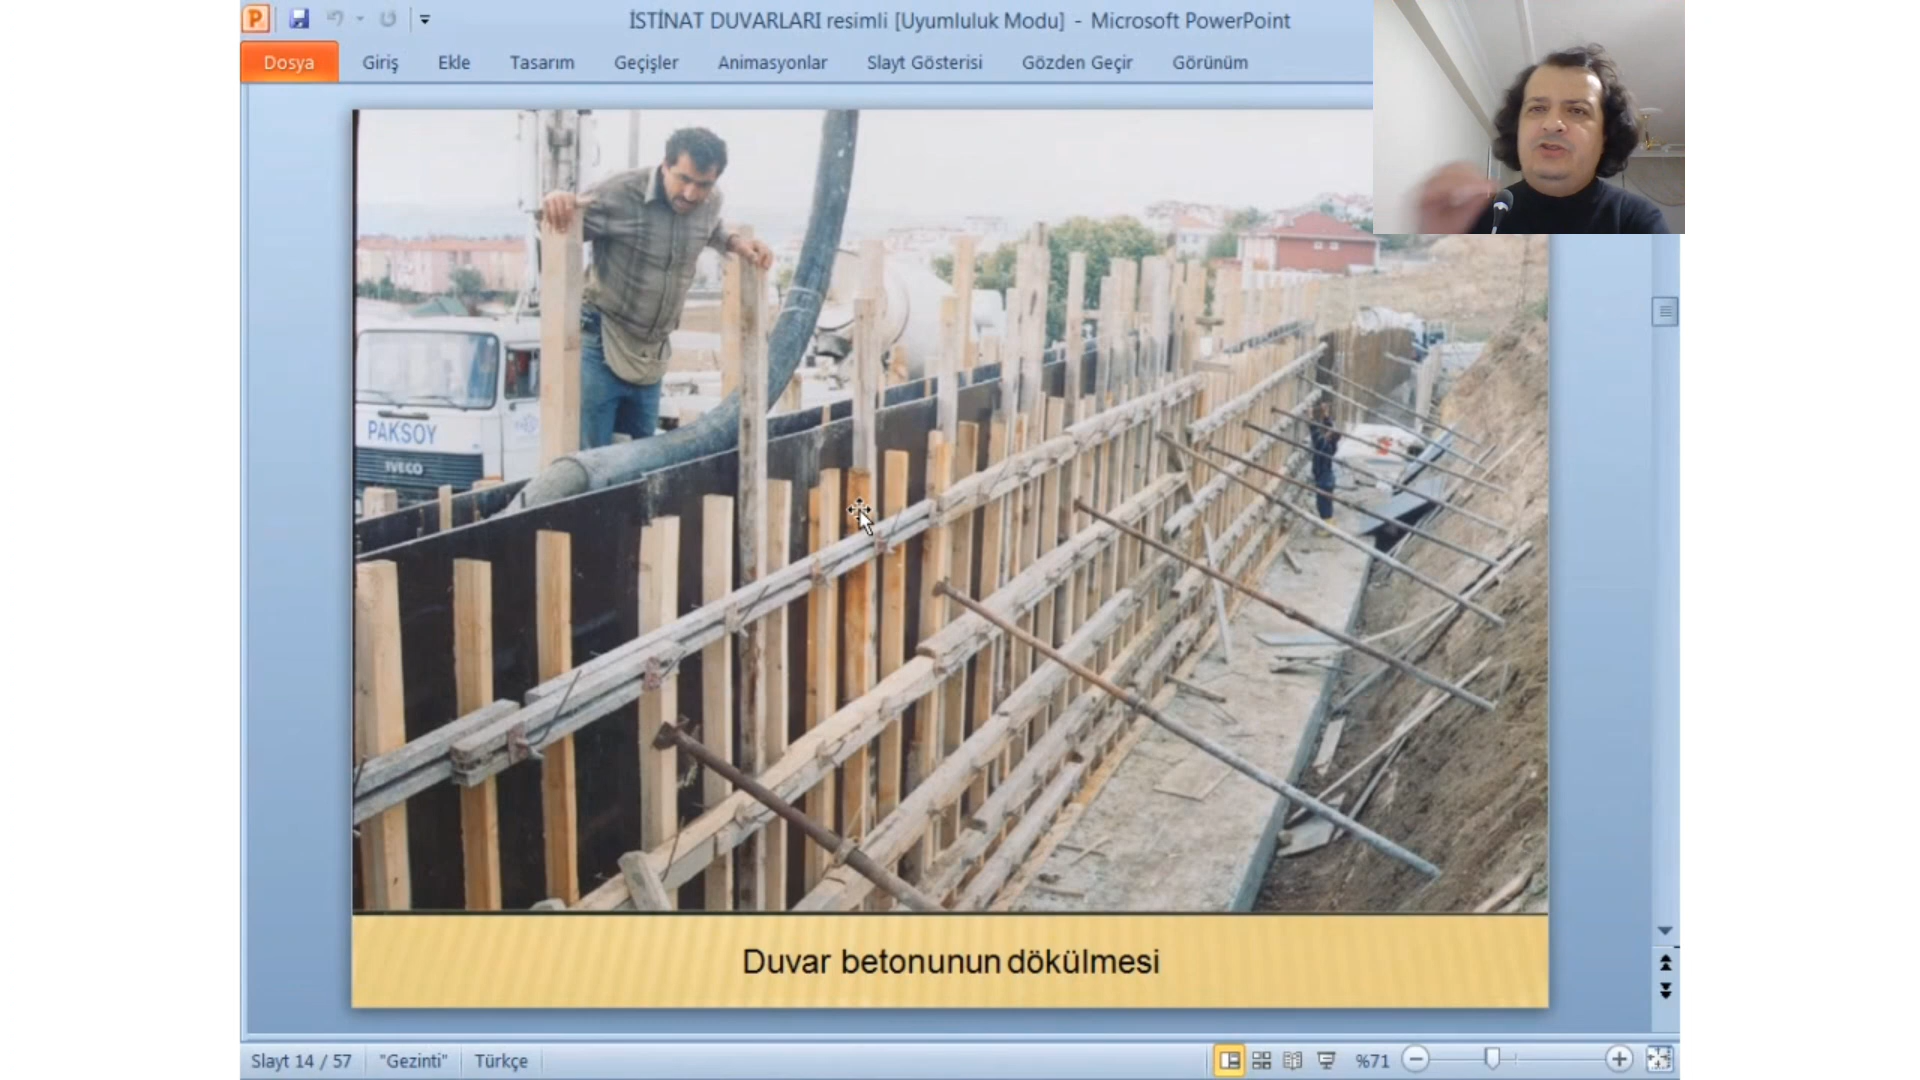 İSTİNAT DUVARLARI resimli [Uyumluluk Modu] - Microsoft PowerPoint
Dosya Giriş Ekle Tasarım Geçişler Animasyonlar Slayt Gösterisi Gözden Geçir Görünüm
PAKSOY
IVECO
Duvar betonunun dökülmesi
Slayt 14 / 57 "Gezinti" Türkçe %71